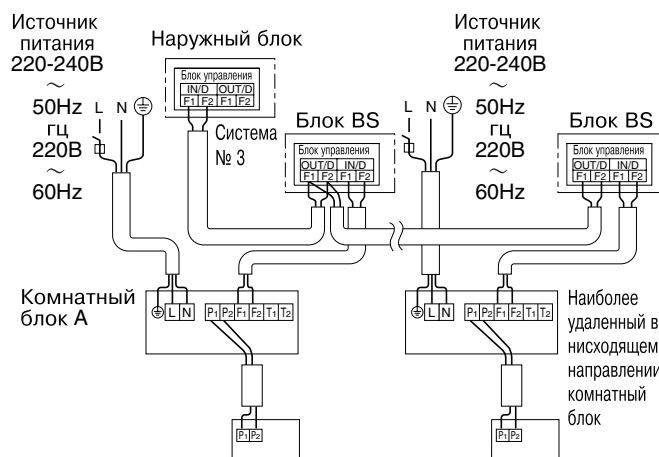 Источник
питания
220-240В
~
50Hz
гц
220В
~
60Hz
L N
Наружный блок
Блок управления
IN/D OUT/D
F1 F2 F1 F2
Система
№ 3
Блок BS
Блок управления
OUT/D IN/D
F1 F2 F1 F2
Источник
питания
220-240В
~
50Hz
гц
220В
~
60Hz
L N
Блок BS
Блок управления
OUT/D IN/D
F1 F2 F1 F2
Комнатный
блок A
L N
P1 P2 F1 F2 T1 T2
L N
P1 P2 F1 F2 T1 T2
Наиболее
удаленный в
нисходящем
направлении
комнатный
блок
P1 P2
P1 P2